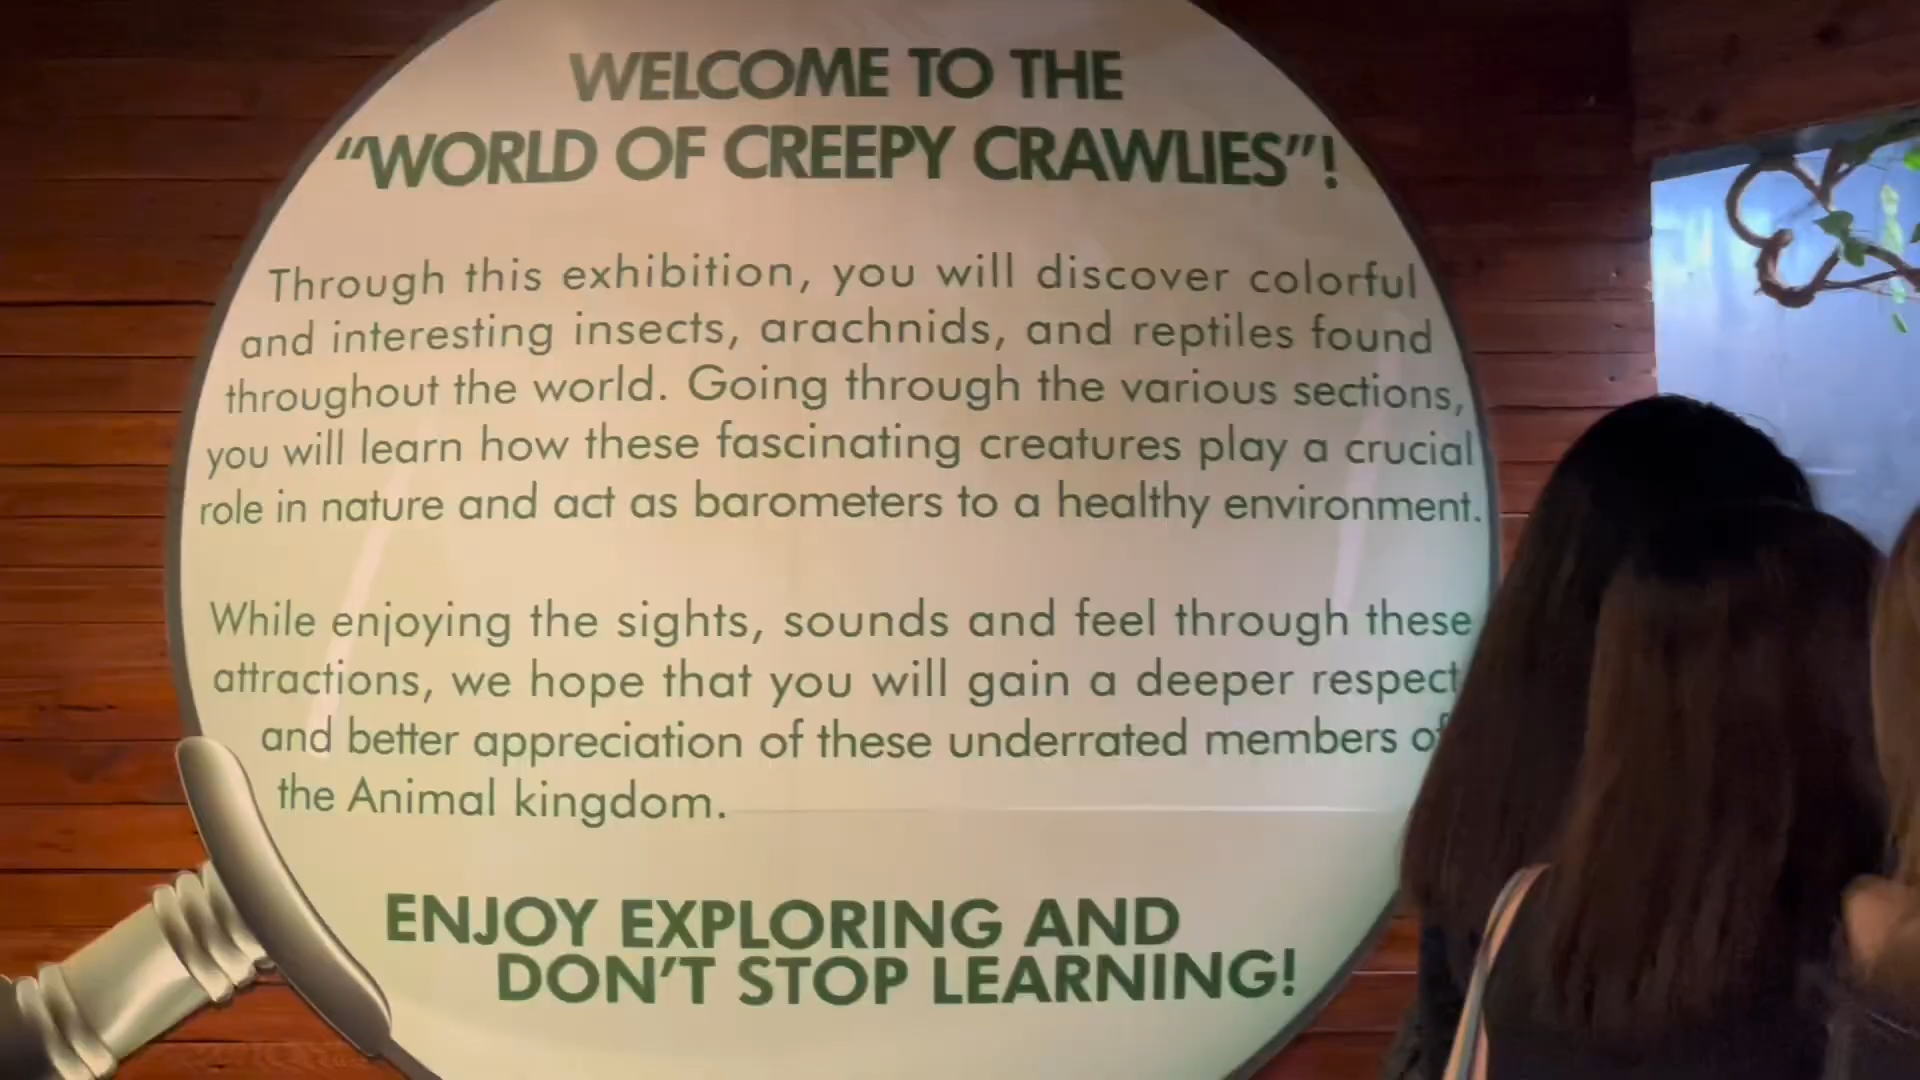 WELCOME TO THE
“WORLD OF CREEPY CRAWLIES”!
Through this exhibition, you will discover colorful
and interesting insects, arachnids, and reptiles found
throughout the world. Going through the various sections,
you will learn how these fascinating creatures play a crucial
role in nature and act as barometers to a healthy environment.
While enjoying the sights, sounds and feel through these
attractions, we hope that you will gain a deeper respect
and better appreciation of these underrated members of
the Animal kingdom.
ENJOY EXPLORING AND
DON'T STOP LEARNING!